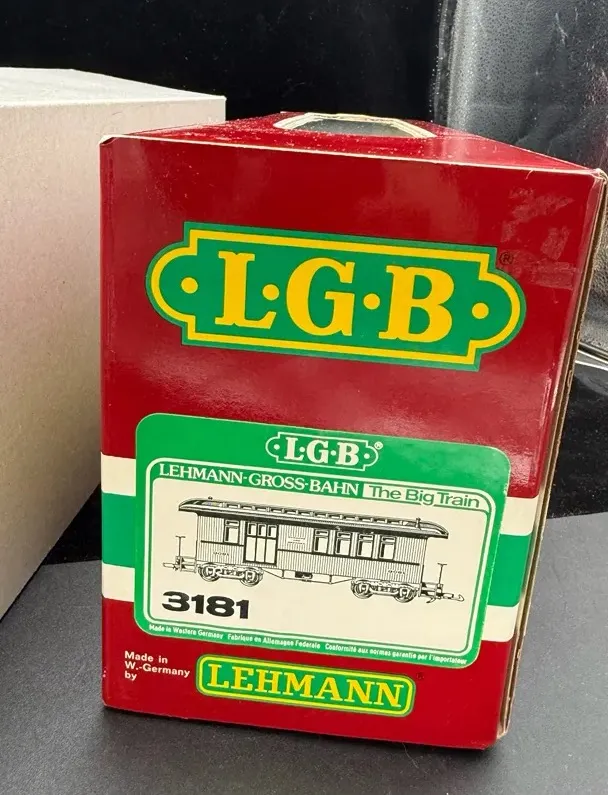 L·G·B
®
L·G·B®
LEHMANN-GROSS-BAHN The Big Train
3181
Made in Western Germany Fabriqué en Allemagne Féderale Conformité aux normes garantie par l'importateur
Made in
W.-Germany
by
LEHMANN